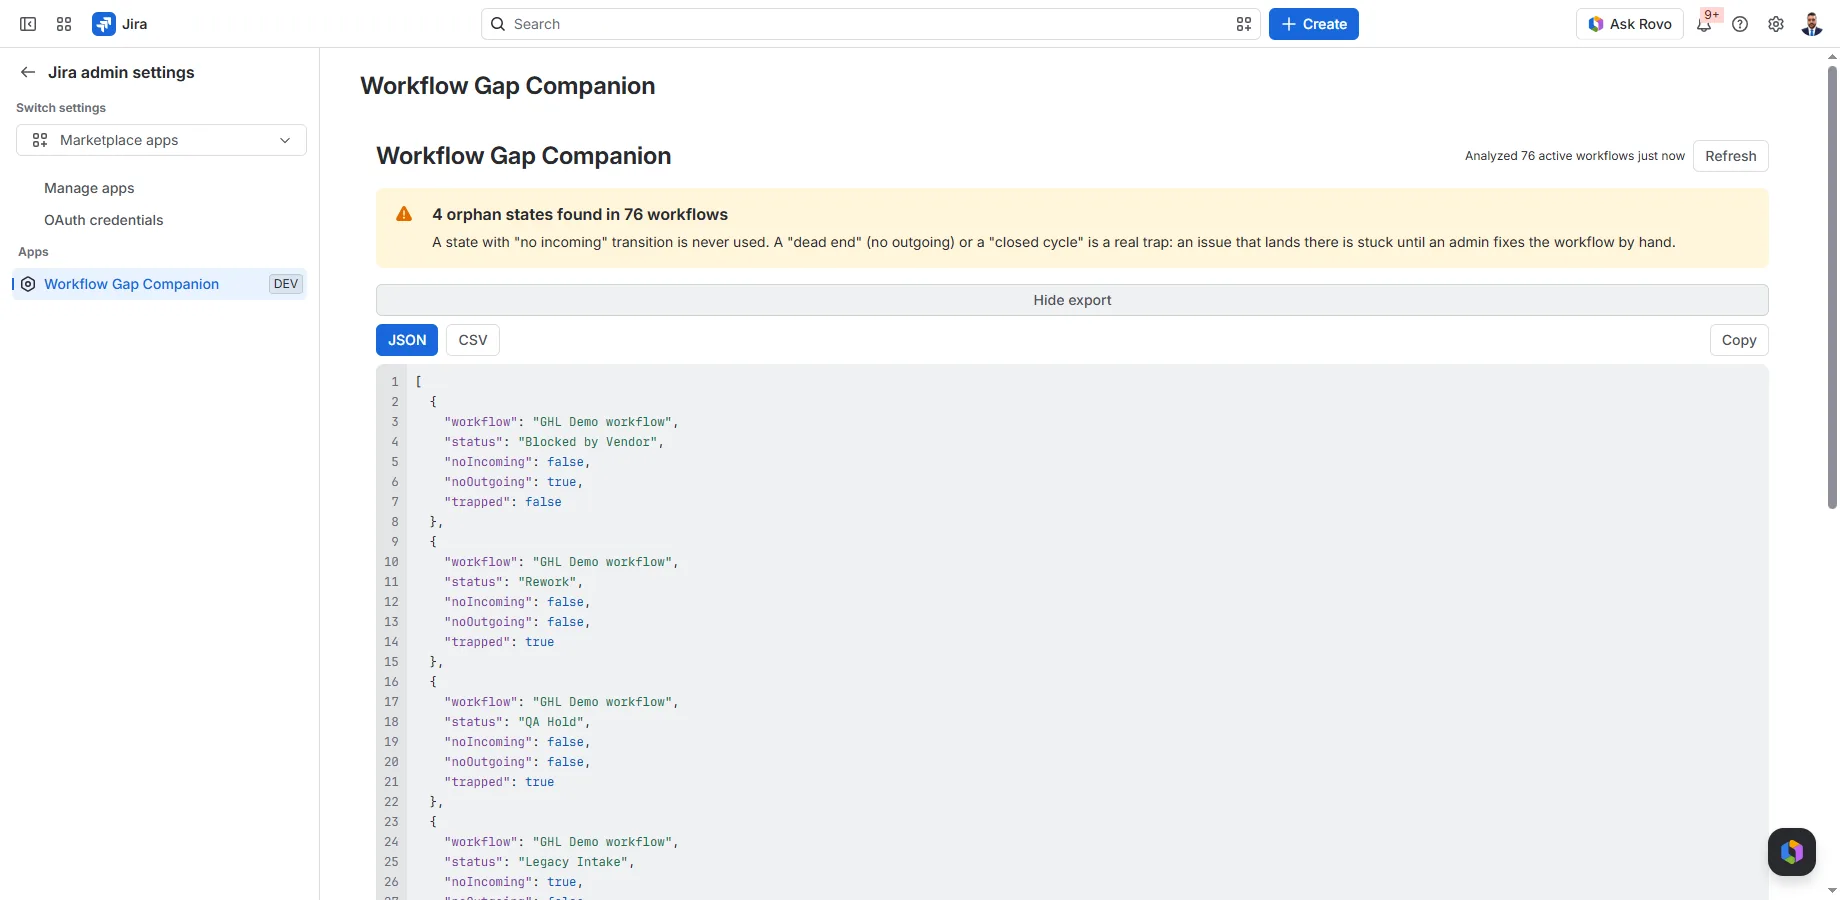 Jira
Search
Create
Ask Rovo
9+
Jira admin settings
Switch settings
Marketplace apps
Manage apps
OAuth credentials
Apps
Workflow Gap Companion
DEV
Workflow Gap Companion
Workflow Gap Companion
Analyzed 76 active workflows just now
Refresh
4 orphan states found in 76 workflows
A state with "no incoming" transition is never used. A "dead end" (no outgoing) or a "closed cycle" is a real trap: an issue that lands there is stuck until an admin fixes the workflow by hand.
Hide export
JSON
CSV
Copy
1 [
2 {
3 "workflow": "GHL Demo workflow",
4 "status": "Blocked by Vendor",
5 "noIncoming": false,
6 "noOutgoing": true,
7 "trapped": false
8 },
9 {
10 "workflow": "GHL Demo workflow",
11 "status": "Rework",
12 "noIncoming": false,
13 "noOutgoing": false,
14 "trapped": true
15 },
16 {
17 "workflow": "GHL Demo workflow",
18 "status": "QA Hold",
19 "noIncoming": false,
20 "noOutgoing": false,
21 "trapped": true
22 },
23 {
24 "workflow": "GHL Demo workflow",
25 "status": "Legacy Intake",
26 "noIncoming": true,